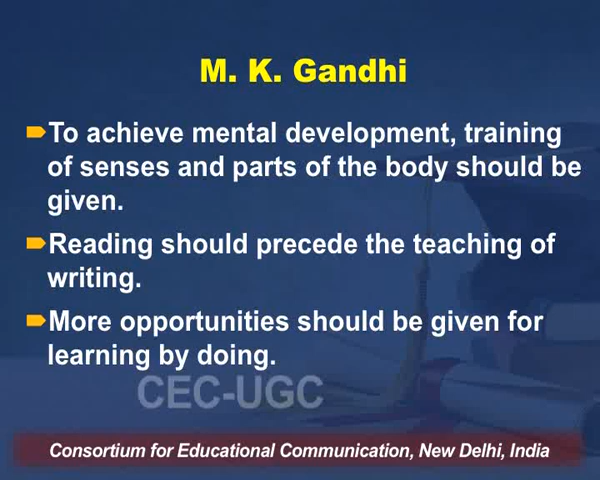 M. K. Gandhi
To achieve mental development, training
of senses and parts of the body should be
given.
Reading should precede the teaching of
writing.
More opportunities should be given for
learning by doing.
CEC-UGC
Consortium for Educational Communication, New Delhi, India